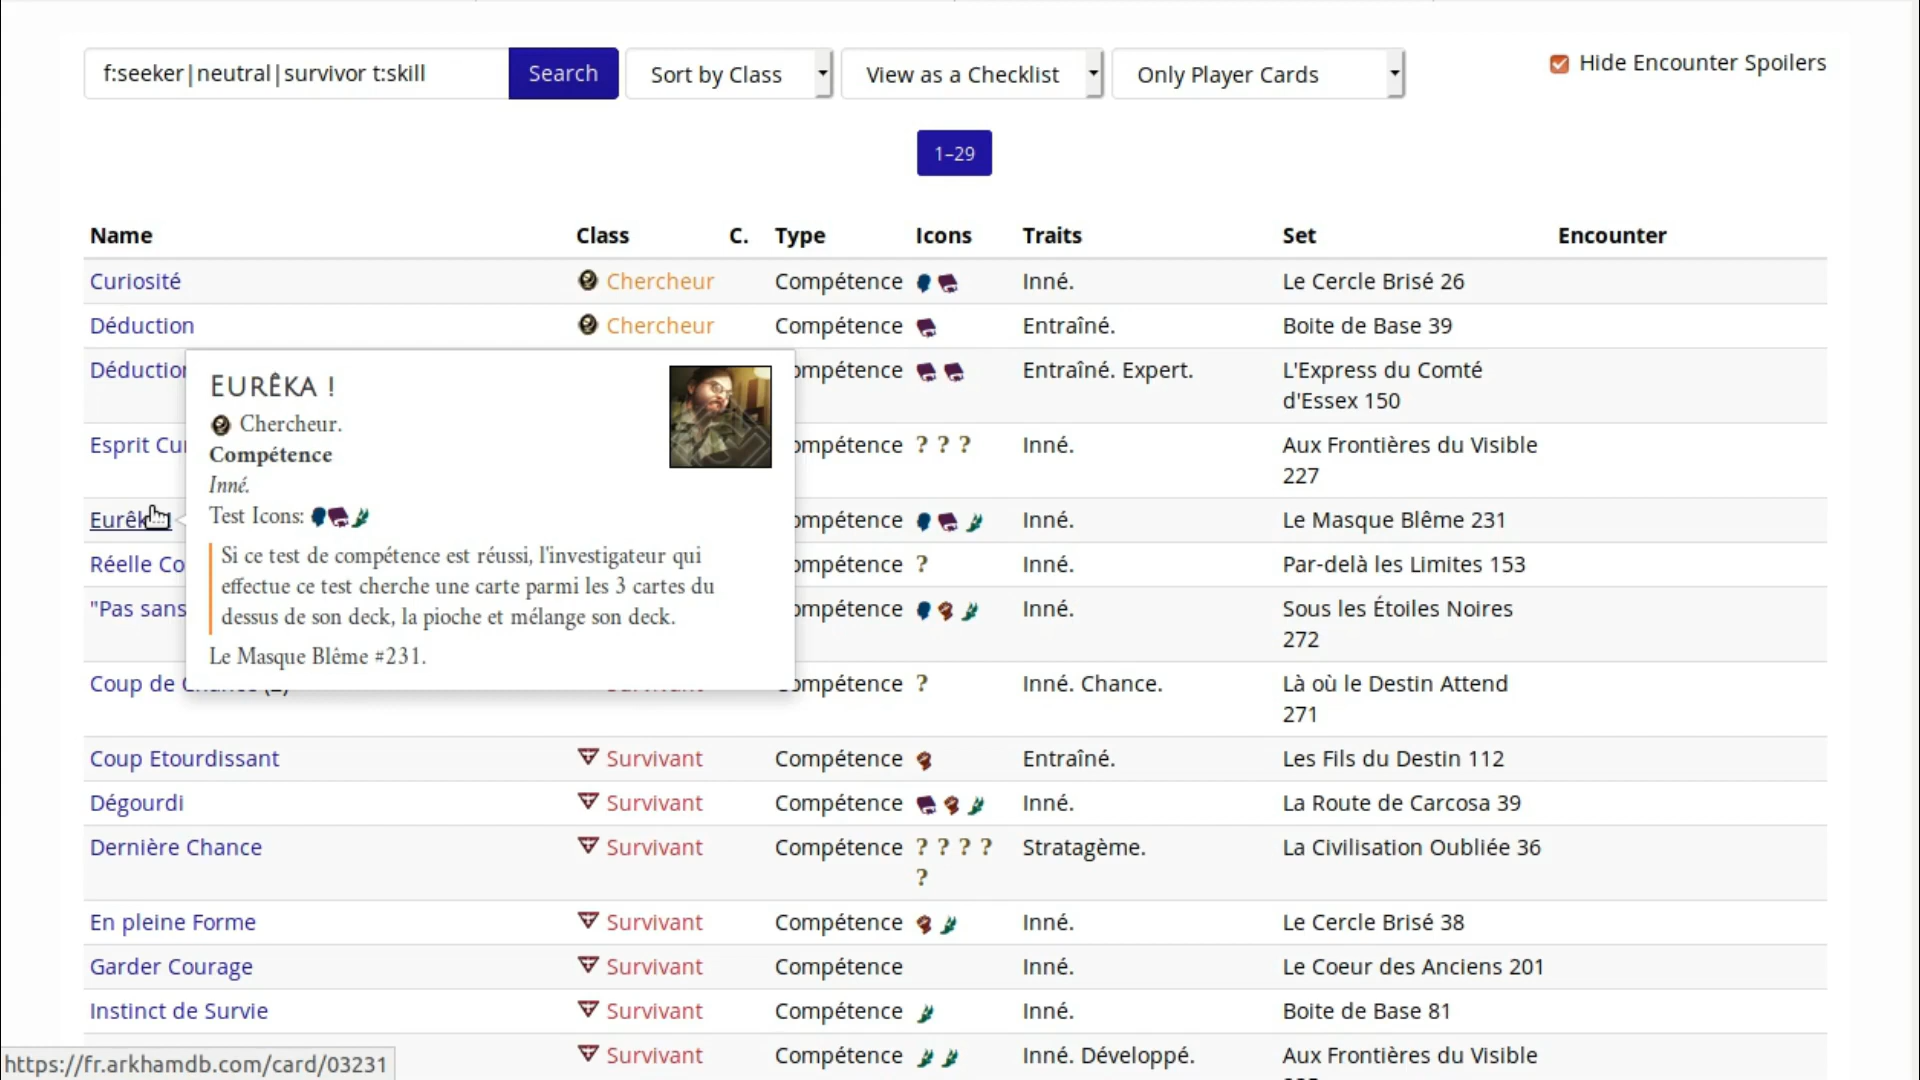 f:seeker|neutral|survivor t:skill Search Sort by Class View as a Checklist Only Player Cards Hide Encounter Spoilers
1–29
Name Class C. Type Icons Traits Set Encounter
Curiosité Chercheur Compétence Inné. Le Cercle Brisé 26
Déduction Chercheur Compétence Entraîné. Boite de Base 39
Déduction ompétence Entraîné. Expert. L'Express du Comté
d'Essex 150
Esprit Cu ompétence ? ? ? Inné. Aux Frontières du Visible
227
Eurêk ompétence Inné. Le Masque Blême 231
Réelle Co ompétence ? Inné. Par-delà les Limites 153
"Pas sans ompétence Inné. Sous les Étoiles Noires
272
EURÊKA !
Chercheur.
Compétence
Inné.
Test Icons:
Si ce test de compétence est réussi, l'investigateur qui
effectue ce test cherche une carte parmi les 3 cartes du
dessus de son deck, la pioche et mélange son deck.
Le Masque Blême #231.
Coup de Chance (2) Survivant Compétence ? Inné. Chance. Là où le Destin Attend
271
Coup Etourdissant Survivant Compétence Entraîné. Les Fils du Destin 112
Dégourdi Survivant Compétence Inné. La Route de Carcosa 39
Dernière Chance Survivant Compétence ? ? ? ? Stratagème. La Civilisation Oubliée 36
?
En pleine Forme Survivant Compétence Inné. Le Cercle Brisé 38
Garder Courage Survivant Compétence Inné. Le Coeur des Anciens 201
Instinct de Survie Survivant Compétence Inné. Boite de Base 81
Survivant Compétence Inné. Développé. Aux Frontières du Visible
https://fr.arkhamdb.com/card/03231